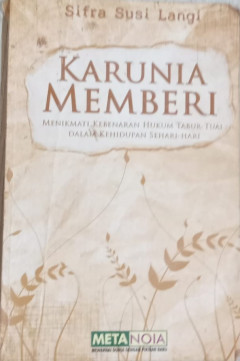 Sifra Susi Langi
KARUNIA
MEMBERI
MENIKMATI KEBENARAN HUKUM TABUR TUAI
DALAM KEHIDUPAN SEHARI-HARI
METANOIA